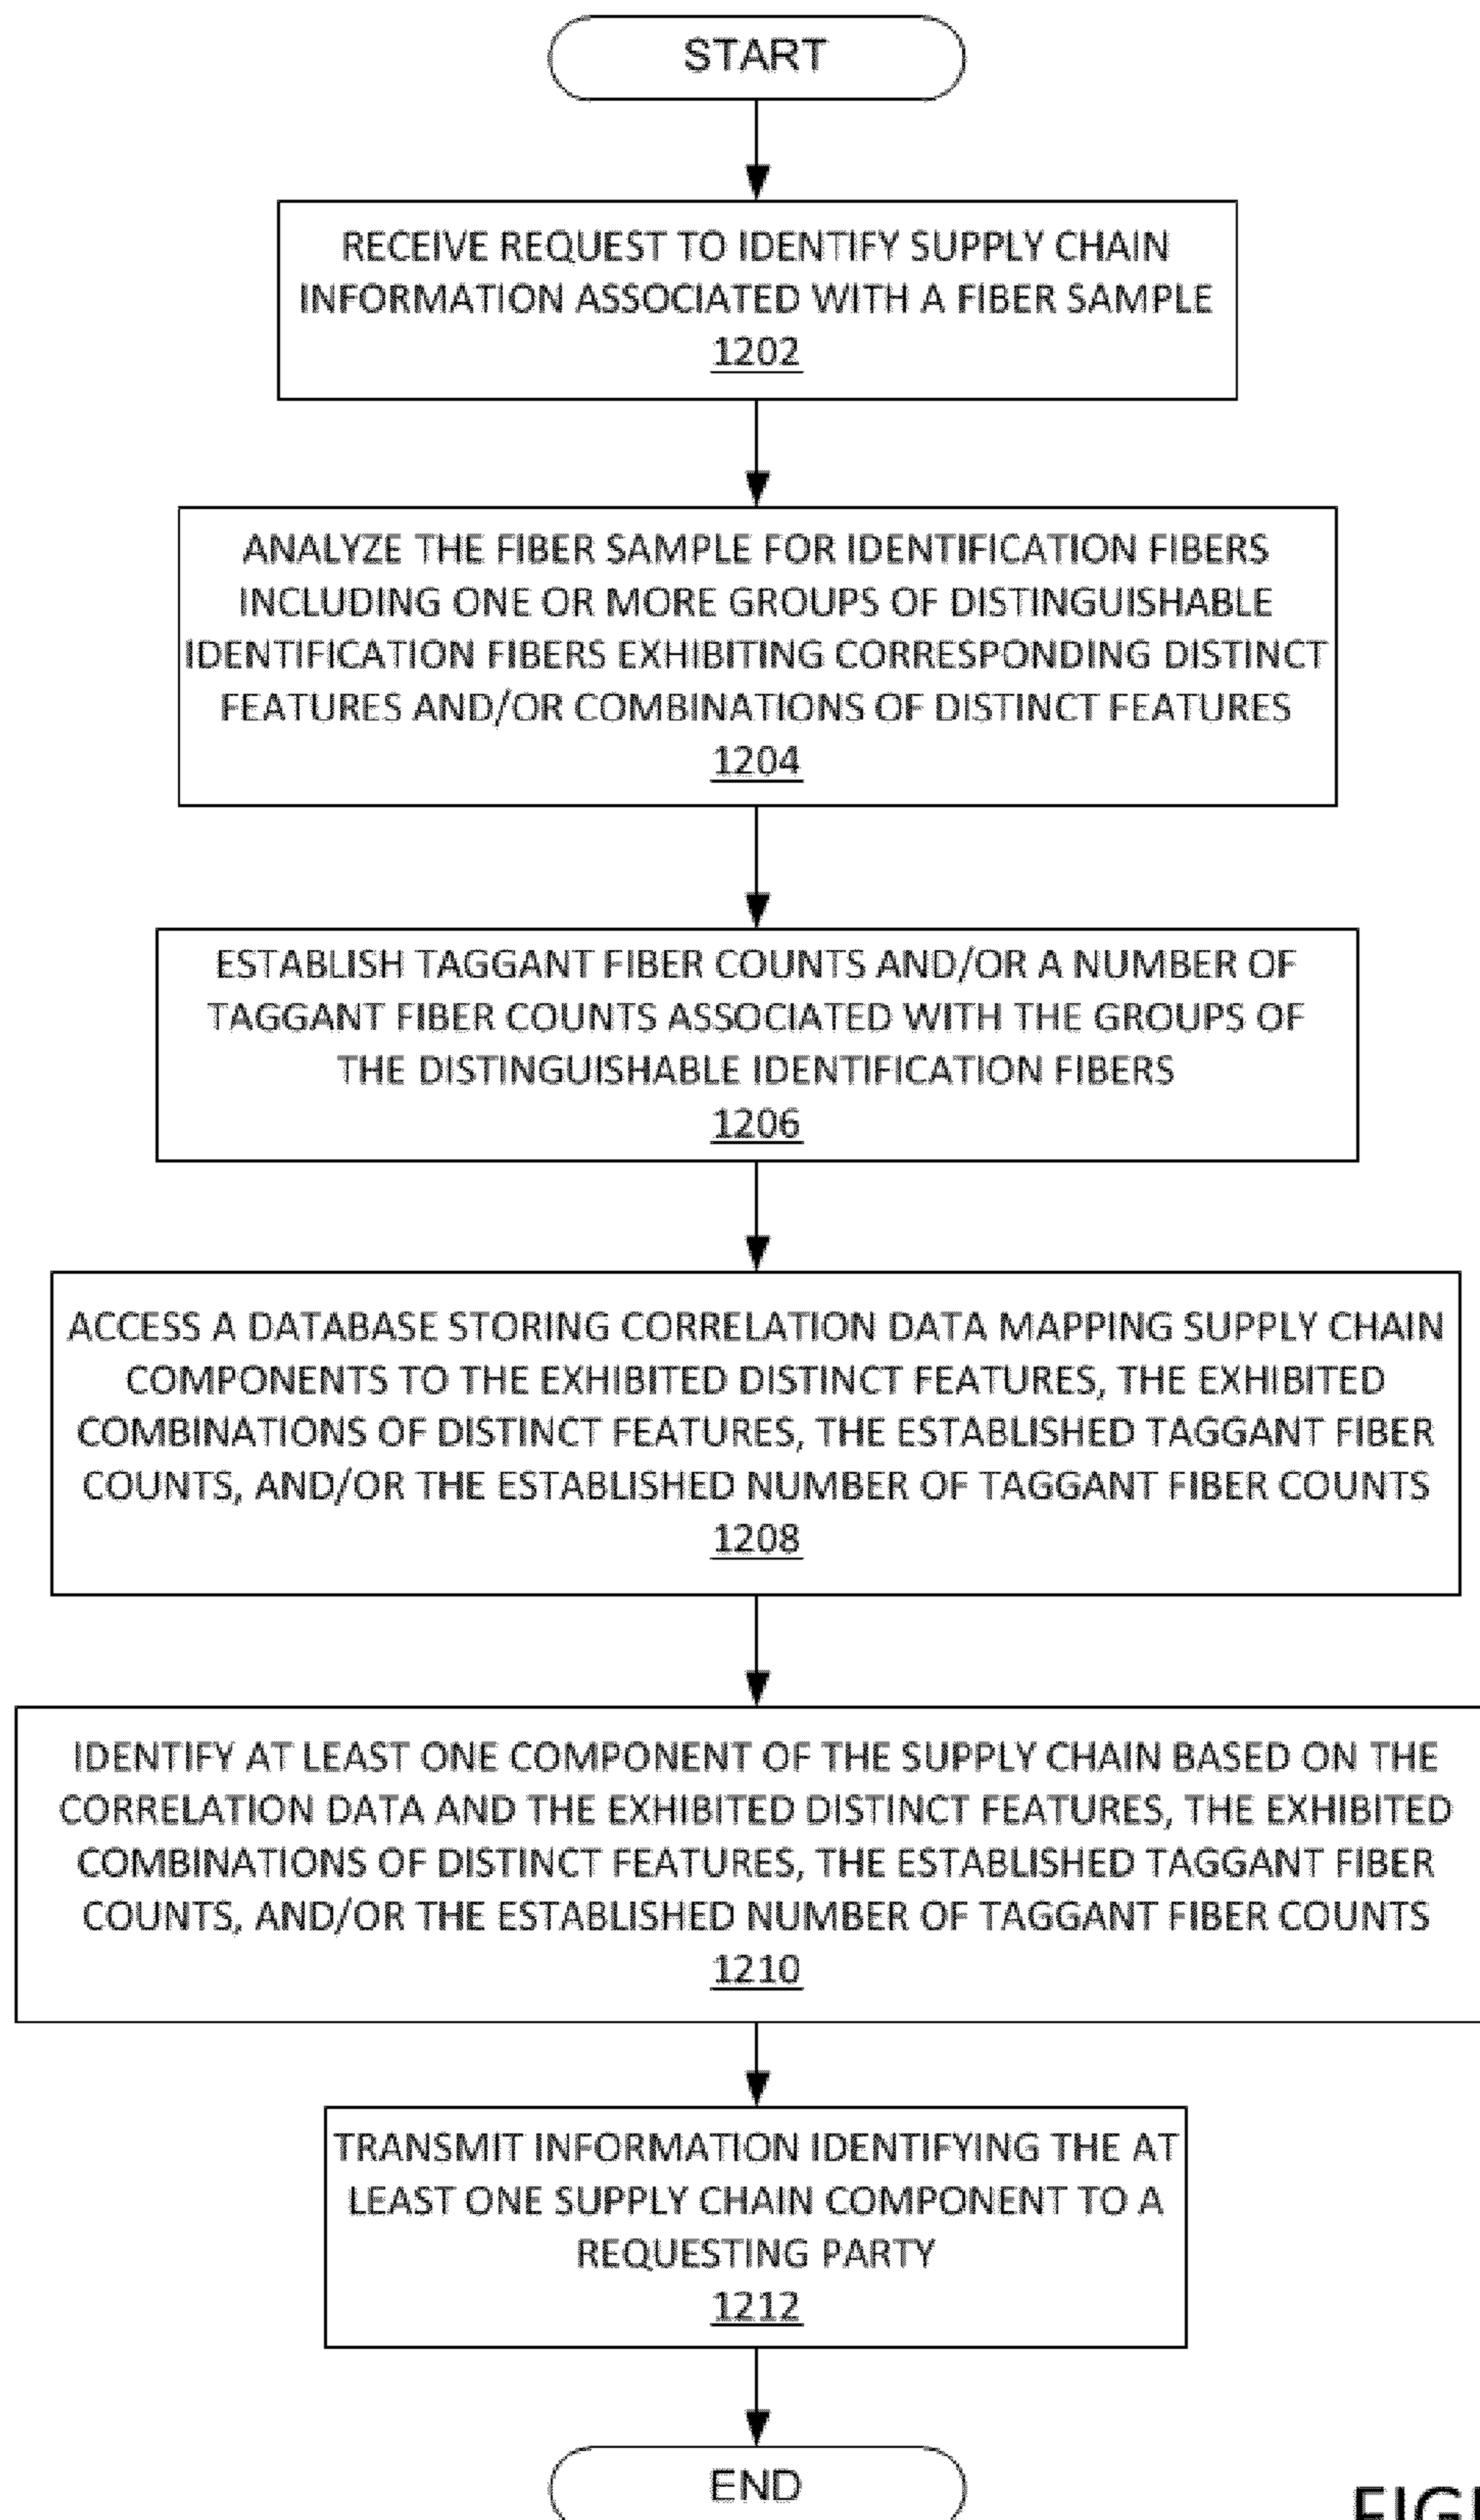 START
RECEIVE REQUEST TO IDENTIFY SUPPLY CHAIN
INFORMATION ASSOCIATED WITH A FIBER SAMPLE
1202
ANALYZE THE FIBER SAMPLE FOR IDENTIFICATION FIBERS
INCLUDING ONE OR MORE GROUPS OF DISTINGUISHABLE
IDENTIFICATION FIBERS EXHIBITING CORRESPONDING DISTINCT
FEATURES AND/OR COMBINATIONS OF DISTINCT FEATURES
1204
ESTABLISH TAGGANT FIBER COUNTS AND/OR A NUMBER OF
TAGGANT FIBER COUNTS ASSOCIATED WITH THE GROUPS OF
THE DISTINGUISHABLE IDENTIFICATION FIBERS
1206
ACCESS A DATABASE STORING CORRELATION DATA MAPPING SUPPLY CHAIN
COMPONENTS TO THE EXHIBITED DISTINCT FEATURES, THE EXHIBITED
COMBINATIONS OF DISTINCT FEATURES, THE ESTABLISHED TAGGANT FIBER
COUNTS, AND/OR THE ESTABLISHED NUMBER OF TAGGANT FIBER COUNTS
1208
IDENTIFY AT LEAST ONE COMPONENT OF THE SUPPLY CHAIN BASED ON THE
CORRELATION DATA AND THE EXHIBITED DISTINCT FEATURES, THE EXHIBITED
COMBINATIONS OF DISTINCT FEATURES, THE ESTABLISHED TAGGANT FIBER
COUNTS, AND/OR THE ESTABLISHED NUMBER OF TAGGANT FIBER COUNTS
1210
TRANSMIT INFORMATION IDENTIFYING THE AT
LEAST ONE SUPPLY CHAIN COMPONENT TO A
REQUESTING PARTY
1212
END